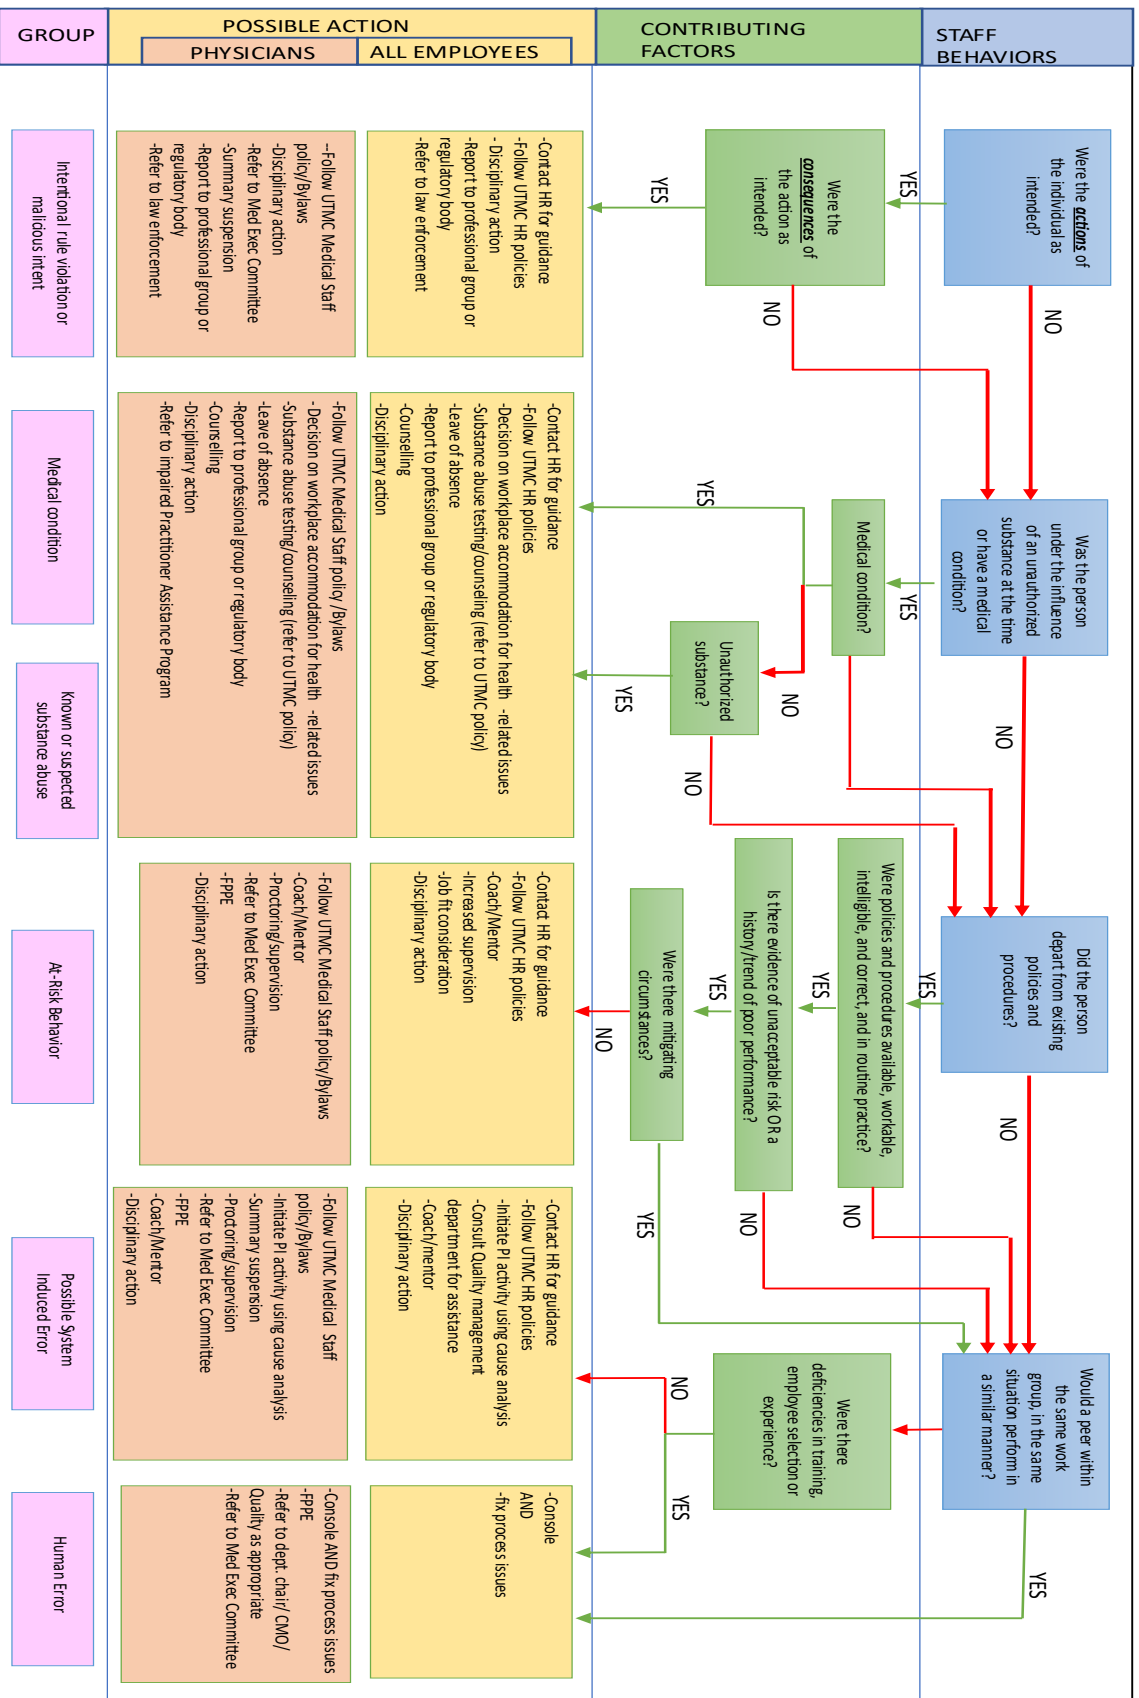 STAFF
BEHAVIORS
Were the actions of
the individual as
intended?
NO
Was the person
under the influence
of an unauthorized
substance at the time
or have a medical
condition?
NO
Did the person
depart from existing
policies and
procedures?
NO
Would a peer within
the same work
group, in the same
situation perform in
a similar manner?
YES
CONTRIBUTING
FACTORS
YES
Were the
consequences of
the action as
intended?
NO
YES
YES
Medical condition?
YES
NO
Unauthorized
substance?
NO
YES
YES
Were policies and procedures available, workable,
intelligible, and correct, and in routine practice?
NO
YES
Is there evidence of unacceptable risk OR a
history/trend of poor performance?
NO
YES
Were there mitigating
circumstances?
YES
NO
Were there
deficiencies in training,
employee selection or
experience?
NO
YES
POSSIBLE ACTION
ALL EMPLOYEES
-Contact HR for guidance
-Follow UTMC HR policies
- Disciplinary action
-Report to professional group or
regulatory body
-Refer to law enforcement
-Contact HR for guidance
-Follow UTMC HR policies
-Decision on workplace accommodation for health -related issues
-Substance abuse testing/counseling (refer to UTMC policy)
-Leave of absence
-Report to professional group or regulatory body
-Counselling
-Disciplinary action
-Contact HR for guidance
-Follow UTMC HR policies
-Coach/Mentor
-Increased supervision
-Job fit consideration
-Disciplinary action
-Contact HR for guidance
-Follow UTMC HR policies
-Initiate PI activity using cause analysis
-Consult Quality management
department for assistance
-Coach/mentor
-Disciplinary action
-Console
AND
-fix process issues
PHYSICIANS
--Follow UTMC Medical Staff
policy/Bylaws
-Disciplinary action
-Refer to Med Exec Committee
-Summary suspension
-Report to professional group or
regulatory body
-Refer to law enforcement
-Follow UTMC Medical Staff policy /Bylaws
- Decision on workplace accommodation for health -related issues
-Substance abuse testing/counseling (refer to UTMC policy)
-Leave of absence
-Report to professional group or regulatory body
-Counselling
-Disciplinary action
-Refer to impaired Practitioner Assistance Program
-Follow UTMC Medical Staff policy/Bylaws
-Coach/Mentor
-Proctoring/supervision
-Refer to Med Exec Committee
-FPPE
-Disciplinary action
-Follow UTMC Medical Staff
policy/Bylaws
-Initiate PI activity using cause analysis
-Summary suspension
-Proctoring/supervision
-Refer to Med Exec Committee
-FPPE
-Coach/Mentor
-Disciplinary action
-Console AND fix process issues
-FPPE
-Refer to dept. chair/ CMO/
Quality as appropriate
-Refer to Med Exec Committee
GROUP
Intentional rule violation or
malicious intent
Medical condition
Known or suspected
substance abuse
At-Risk Behavior
Possible System
Induced Error
Human Error